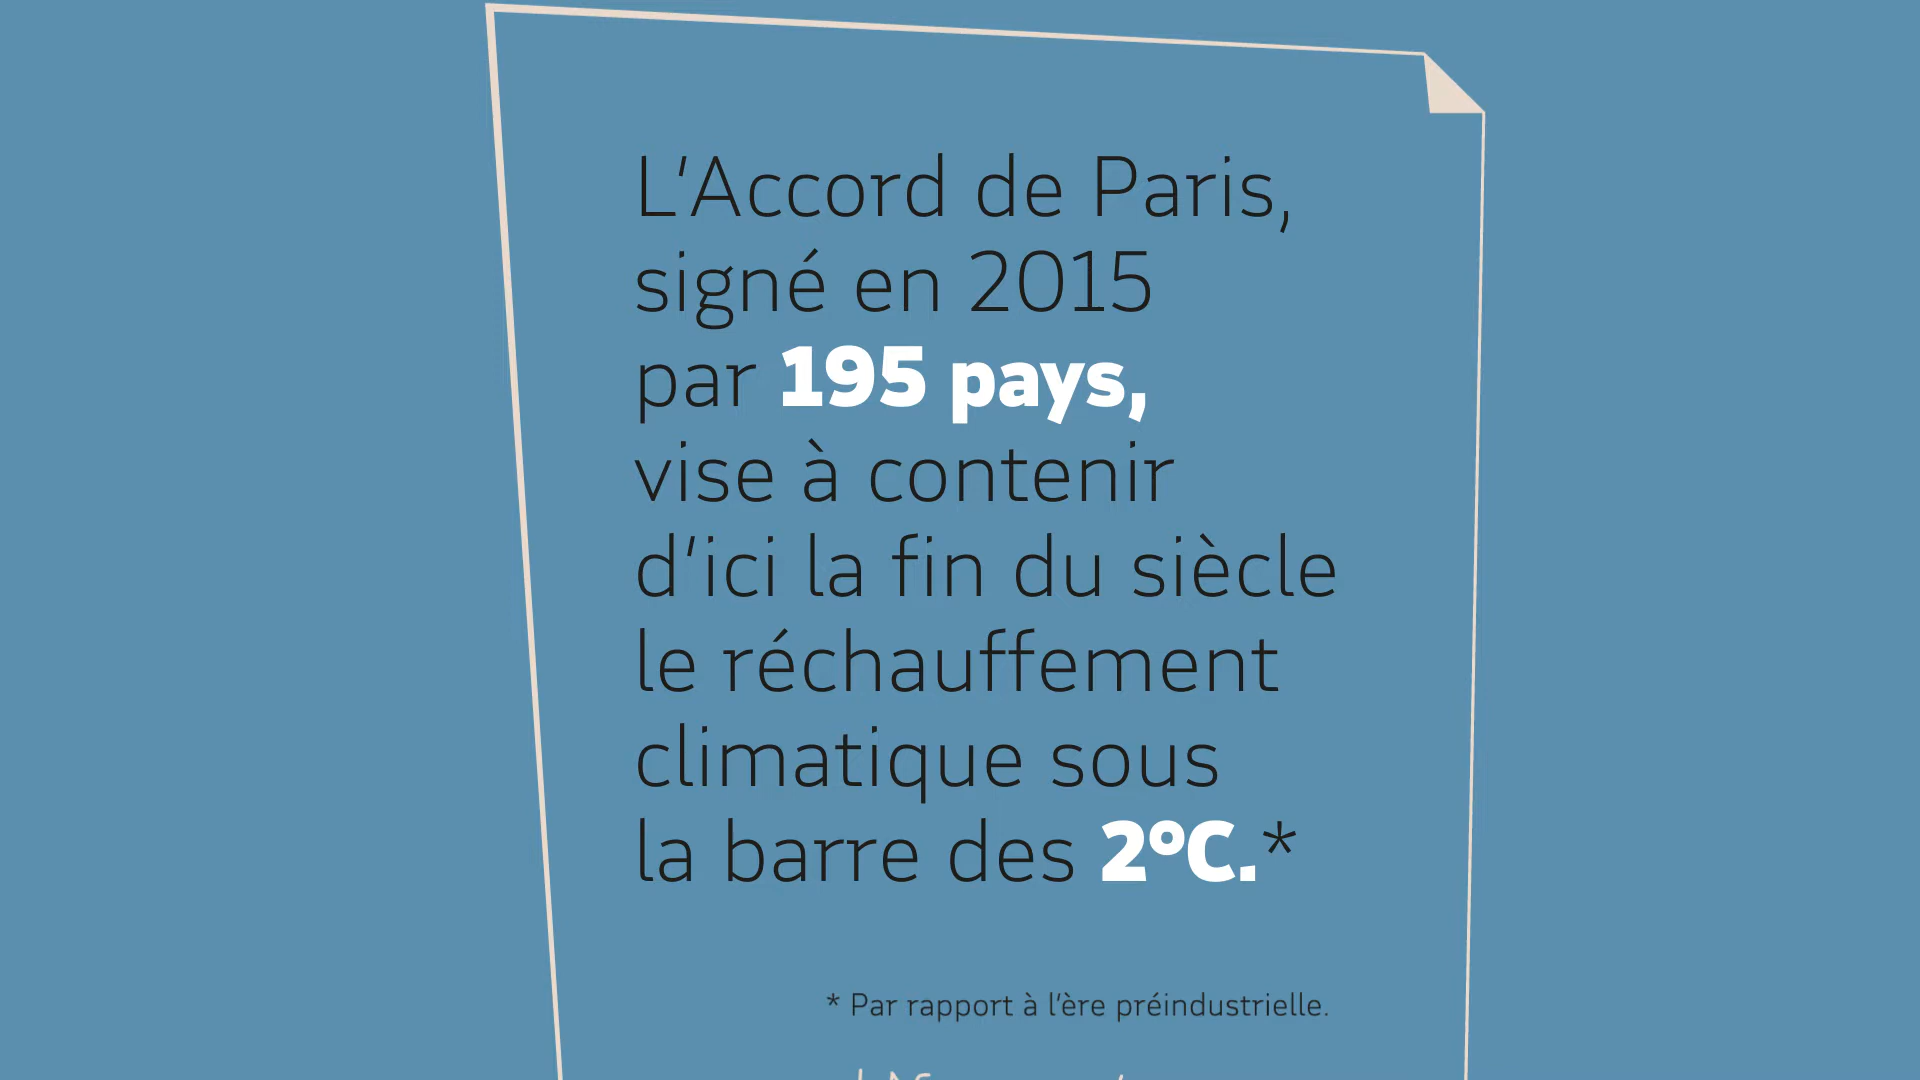 L'Accord de Paris,
signé en 2015
par 195 pays,
vise à contenir
d'ici la fin du siècle
le réchauffement
climatique sous
la barre des 2°C.*
* Par rapport à l'ère préindustrielle.